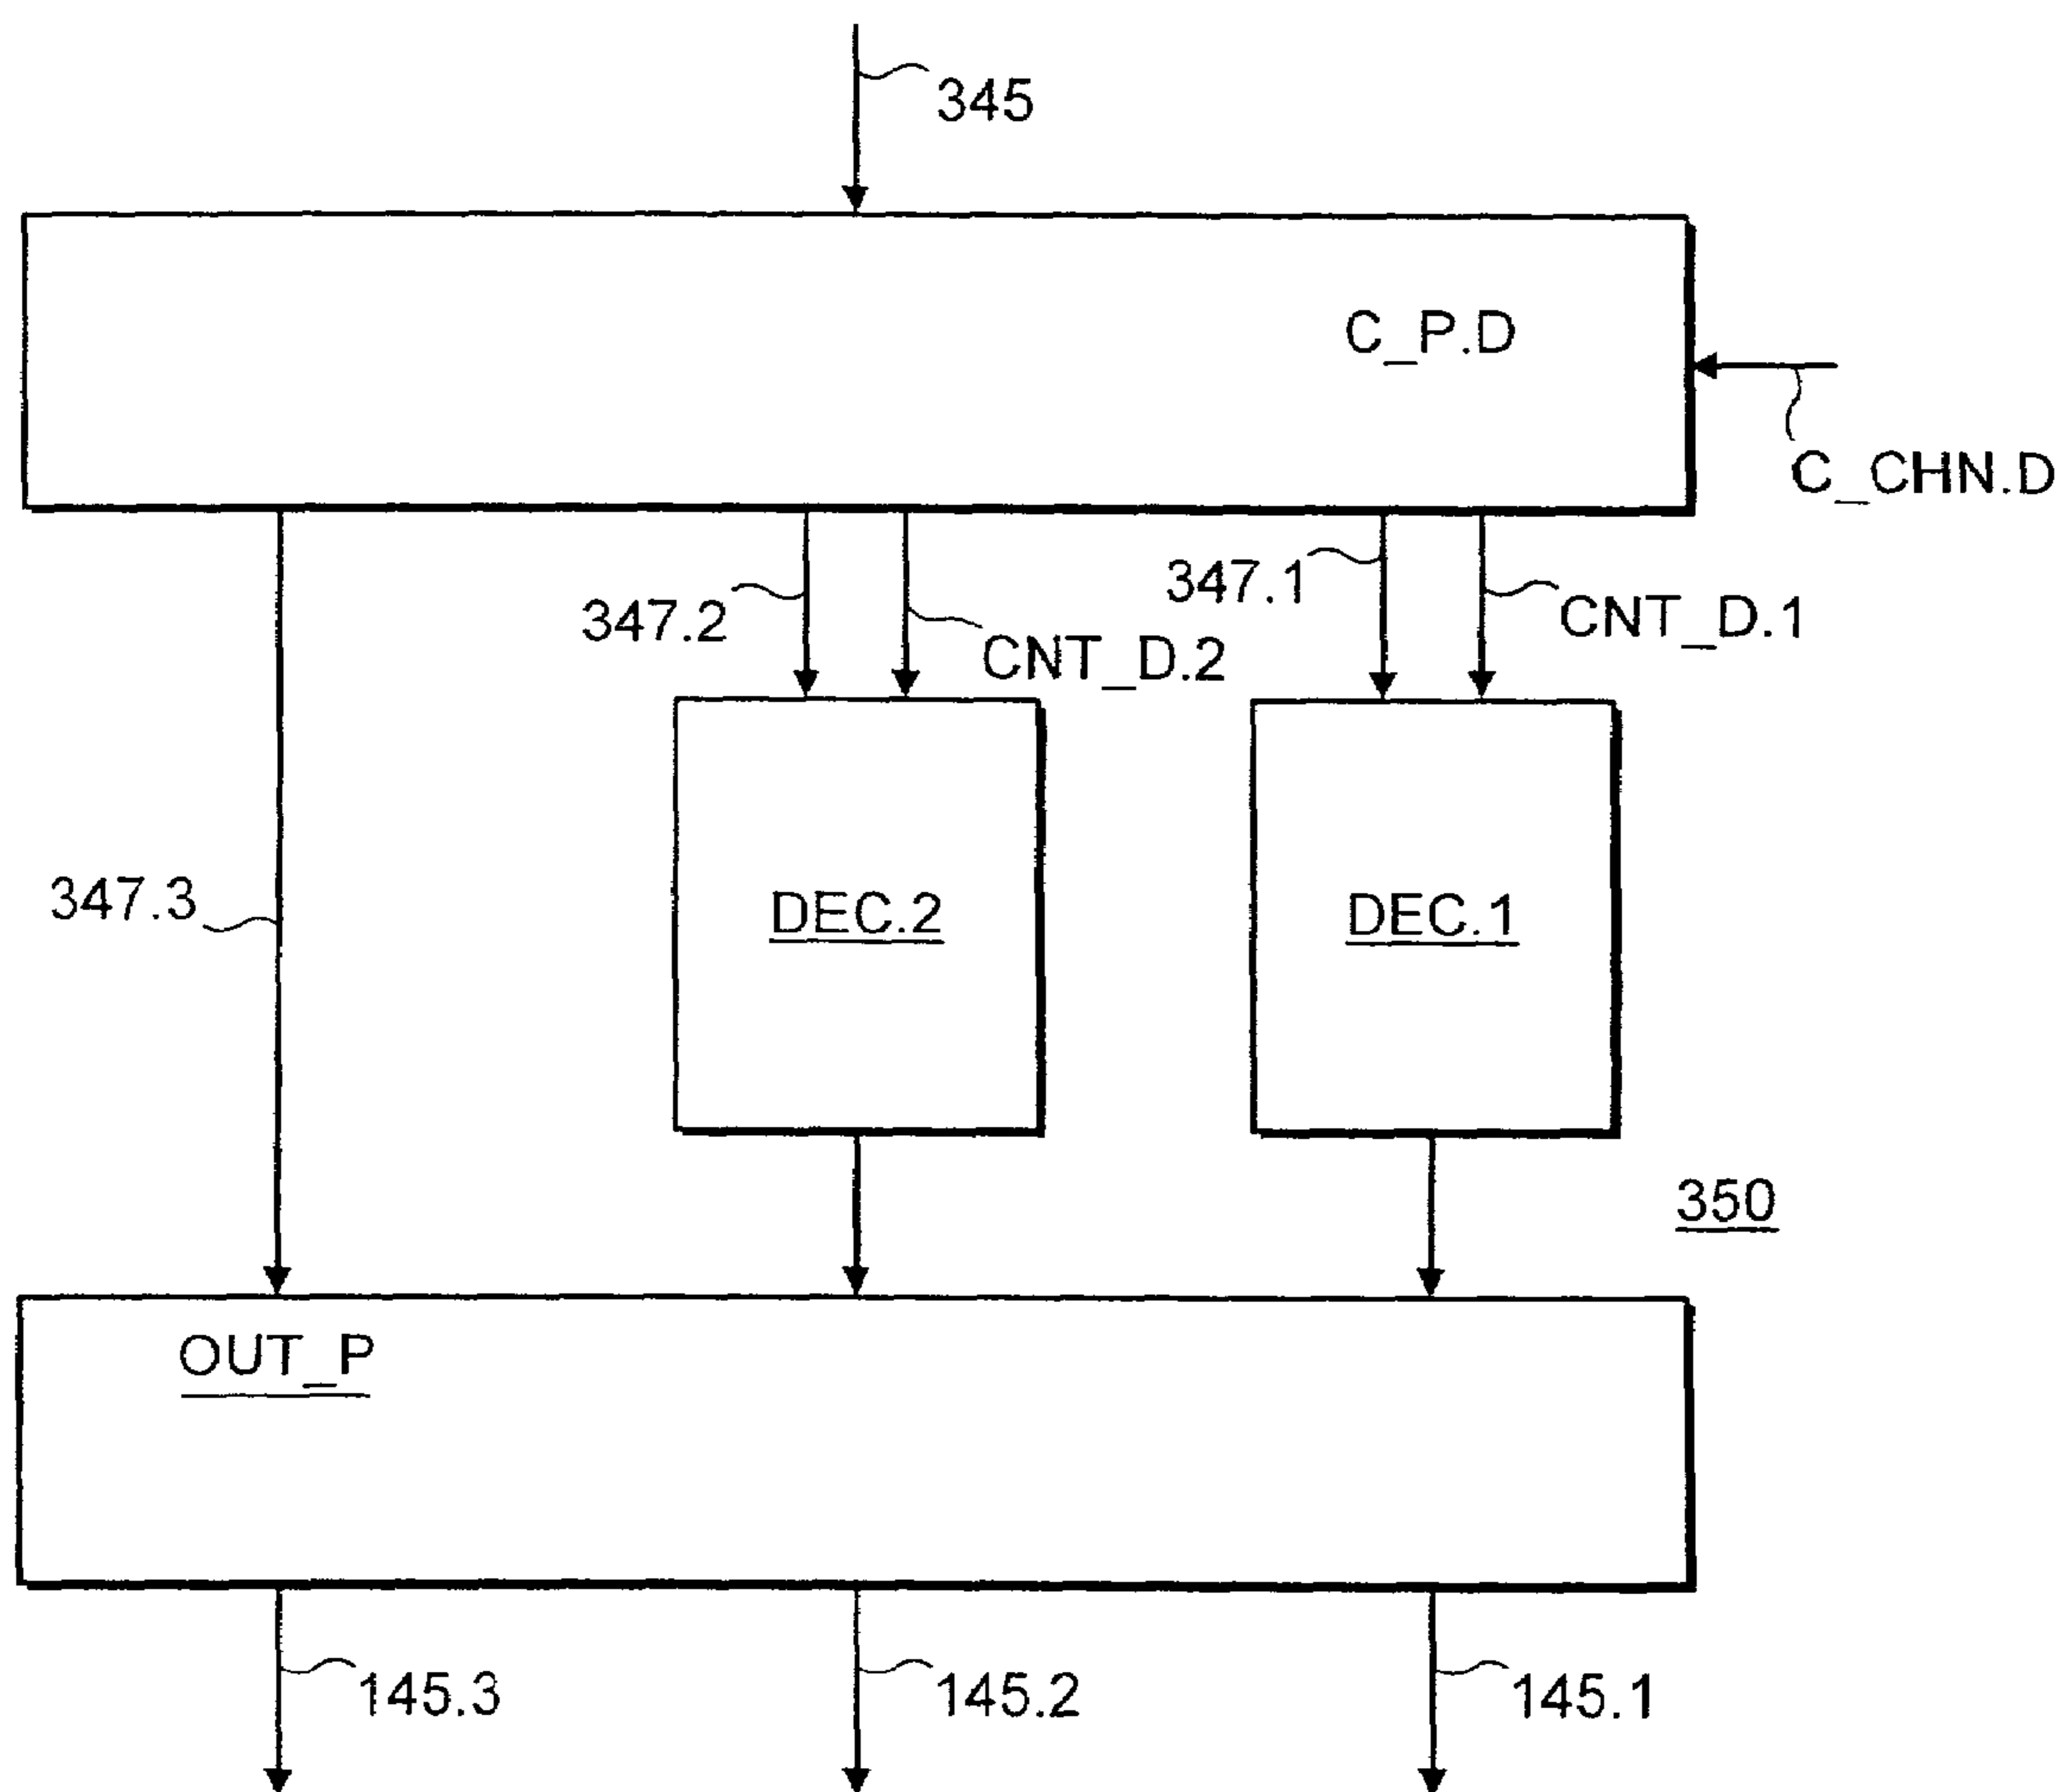 345
C_P.D
C_CHN.D
347.1
347.2
CNT_D.1
CNT_D.2
347.3
DEC.2
DEC.1
350
OUT_P
145.3
145.2
145.1